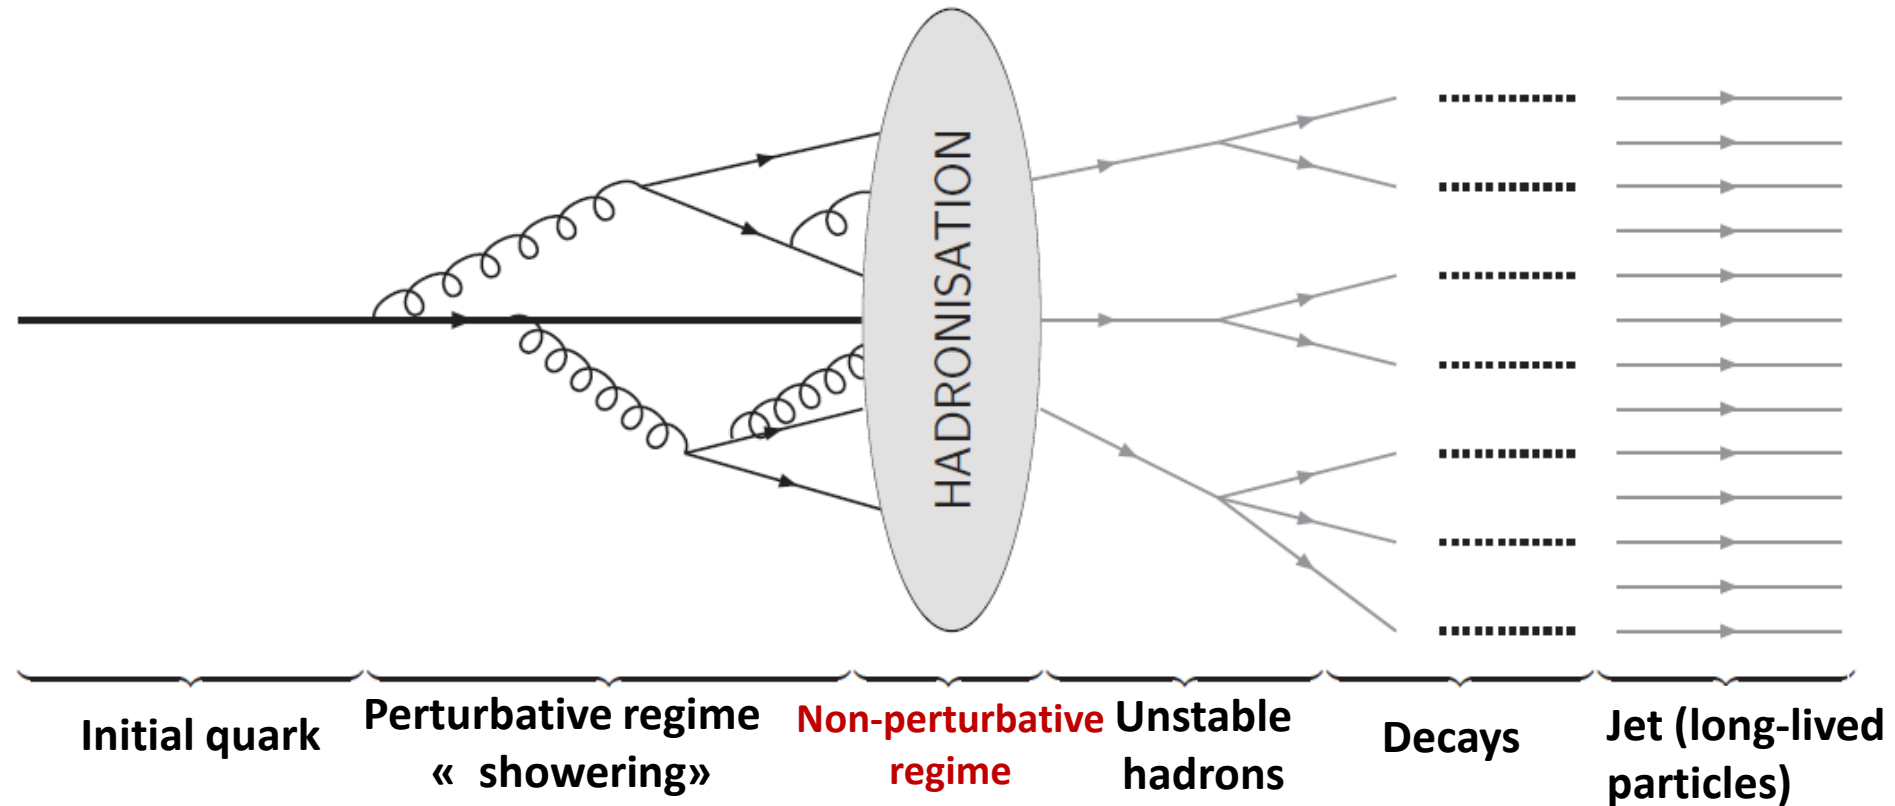 HADRONISATION
Initial quark
Perturbative regime
«  showering»
Non-perturbative
regime
Unstable
hadrons
Decays
Jet (long-lived
particles)